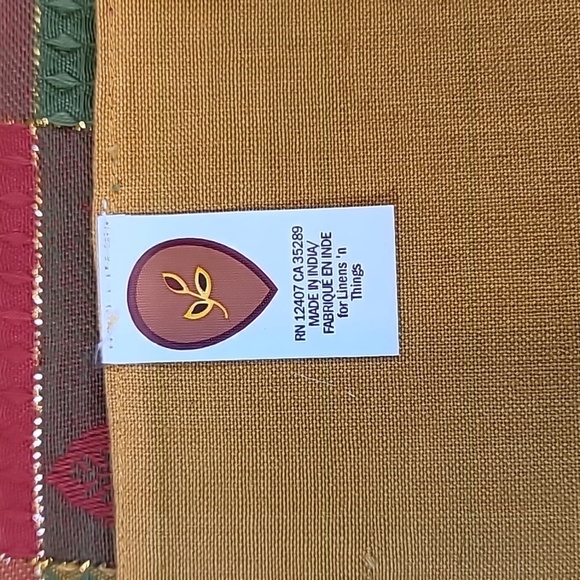 RN 12407 CA 35289
MADE IN INDIA/
FABRIQUE EN INDE
for Linens 'n
Things